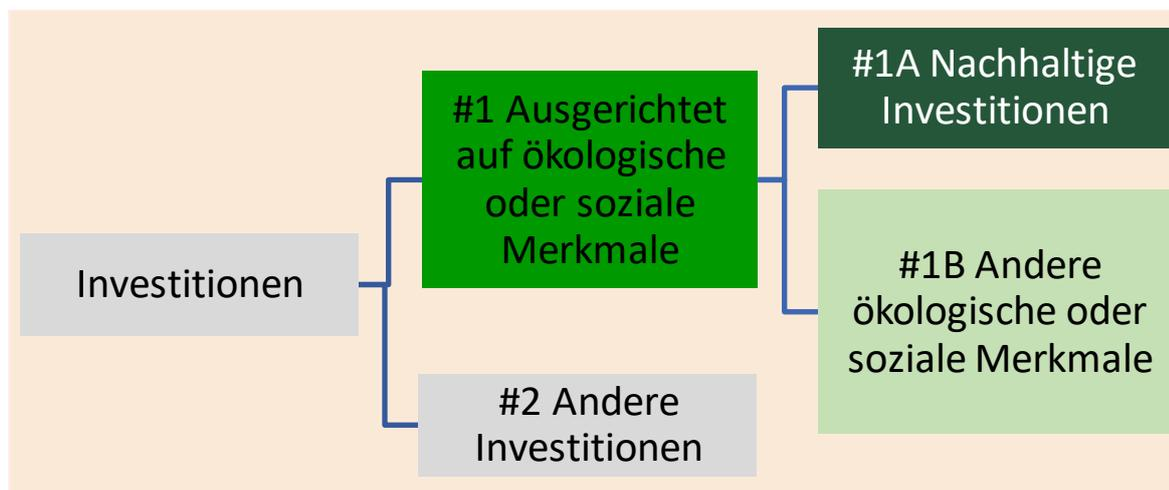 Investitionen
#1 Ausgerichtet
auf ökologische
oder soziale
Merkmale
#2 Andere
Investitionen
#1A Nachhaltige
Investitionen
#1B Andere
ökologische oder
soziale Merkmale